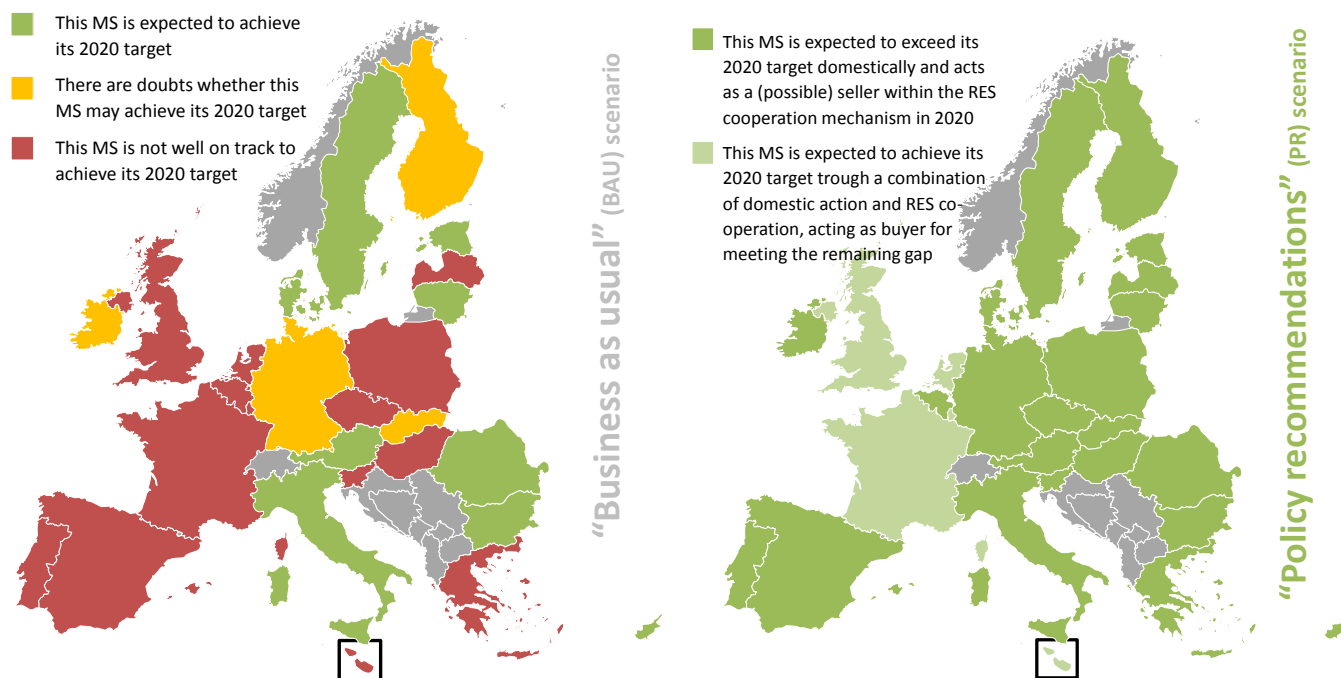 This MS is expected to achieve
its 2020 target
There are doubts whether this
MS may achieve its 2020 target
This MS is not well on track to
achieve its 2020 target
“Business as usual” (BAU) scenario
This MS is expected to exceed its
2020 target domestically and acts
as a (possible) seller within the RES
cooperation mechanism in 2020
This MS is expected to achieve its
2020 target trough a combination
of domestic action and RES co-
operation, acting as buyer for
meeting the remaining gap
“Policy recommendations” (PR) scenario